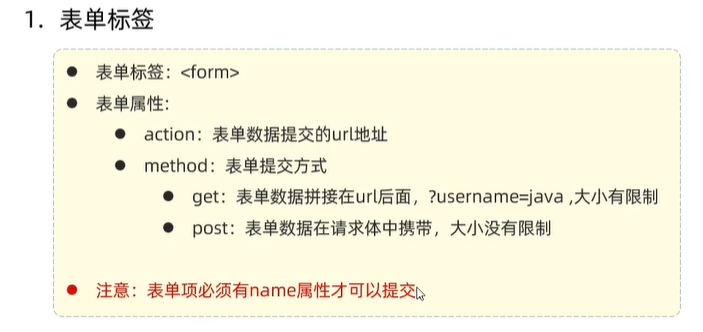 1. 表单标签
● 表单标签：<form>
● 表单属性:
● action：表单数据提交的url地址
● method：表单提交方式
● get：表单数据拼接在url后面，?username=java ,大小有限制
● post：表单数据在请求体中携带，大小没有限制
● 注意：表单项必须有name属性才可以提交